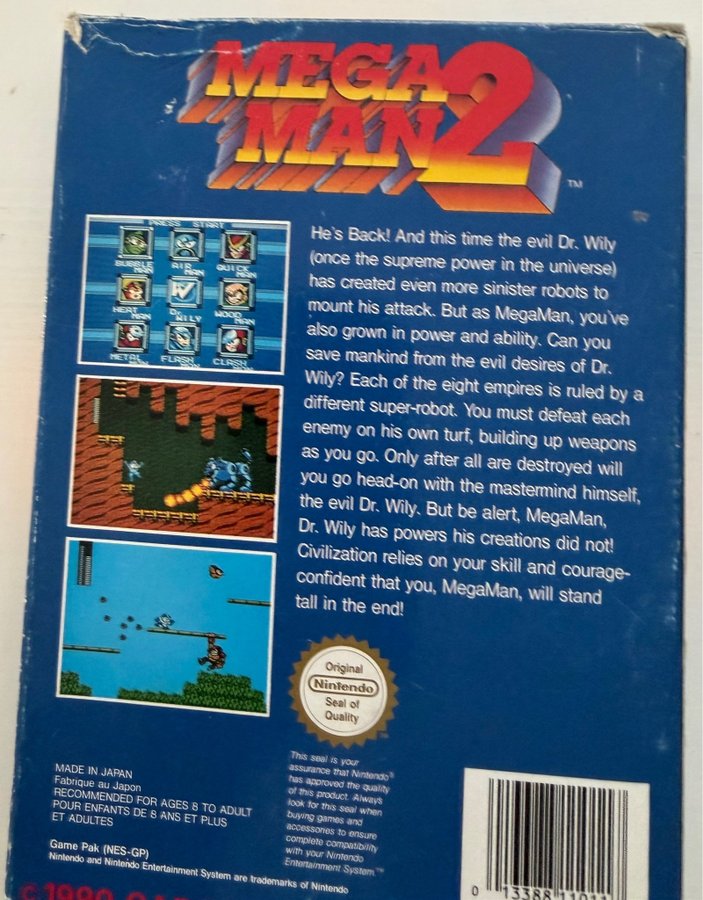 MEGA
MAN 2
TM
PRESS START
BUBBLE MAN
AIR MAN
QUICK MAN
HEAT MAN
DR. WILY
WOOD MAN
METAL
FLASH
CLASH
He's Back! And this time the evil Dr. Wily
(once the supreme power in the universe)
has created even more sinister robots to
mount his attack. But as MegaMan, you've
also grown in power and ability. Can you
save mankind from the evil desires of Dr.
Wily? Each of the eight empires is ruled by a
different super-robot. You must defeat each
enemy on his own turf, building up weapons
as you go. Only after all are destroyed will
you go head-on with the mastermind himself,
the evil Dr. Wily. But be alert, MegaMan,
Dr. Wily has powers his creations did not!
Civilization relies on your skill and courage-
confident that you, MegaMan, will stand
tall in the end!
Original
Nintendo
Seal of
Quality
This seal is your
assurance that Nintendo®
has approved the quality
of this product. Always
look for this seal when
buying games and
accessories to ensure
complete compatibility
with your Nintendo
Entertainment System.™
MADE IN JAPAN
Fabrique au Japon
RECOMMENDED FOR AGES 8 TO ADULT
POUR ENFANTS DE 8 ANS ET PLUS
ET ADULTES
Game Pak (NES-GP)
Nintendo and Nintendo Entertainment System are trademarks of Nintendo
0 13388 11011